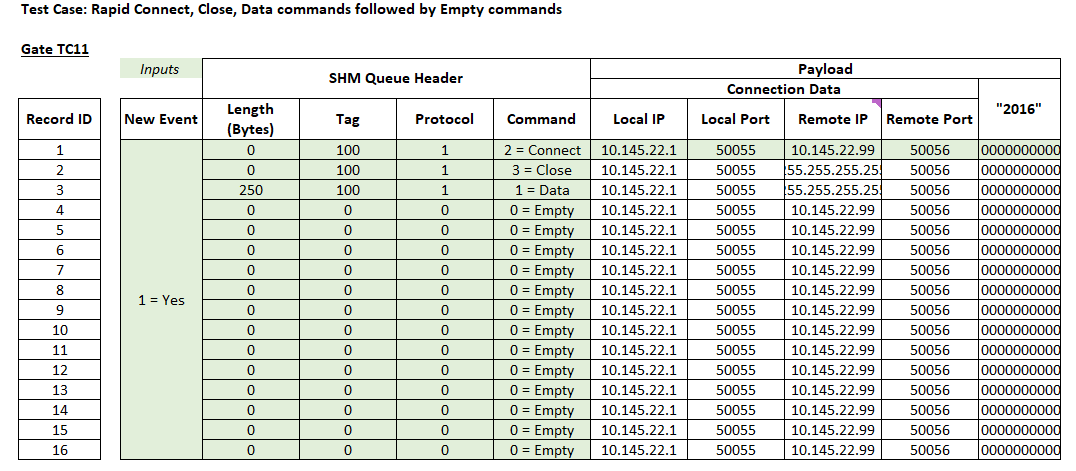 Test Case: Rapid Connect, Close, Data commands followed by Empty commands
Gate TC11
Inputs SHM Queue Header Payload
Connection Data "2016"
Record ID New Event Length (Bytes) Tag Protocol Command Local IP Local Port Remote IP Remote Port
1 0 100 1 2 = Connect 10.145.22.1 50055 10.145.22.99 50056 0000000000
2 0 100 1 3 = Close 10.145.22.1 50055 55.255.255.25 50056 0000000000
3 250 100 1 1 = Data 10.145.22.1 50055 55.255.255.25 50056 0000000000
4 0 0 0 0 = Empty 10.145.22.1 50055 10.145.22.99 50056 0000000000
5 0 0 0 0 = Empty 10.145.22.1 50055 10.145.22.99 50056 0000000000
6 0 0 0 0 = Empty 10.145.22.1 50055 10.145.22.99 50056 0000000000
7 0 0 0 0 = Empty 10.145.22.1 50055 10.145.22.99 50056 0000000000
8 0 0 0 0 = Empty 10.145.22.1 50055 10.145.22.99 50056 0000000000
1 = Yes
9 0 0 0 0 = Empty 10.145.22.1 50055 10.145.22.99 50056 0000000000
10 0 0 0 0 = Empty 10.145.22.1 50055 10.145.22.99 50056 0000000000
11 0 0 0 0 = Empty 10.145.22.1 50055 10.145.22.99 50056 0000000000
12 0 0 0 0 = Empty 10.145.22.1 50055 10.145.22.99 50056 0000000000
13 0 0 0 0 = Empty 10.145.22.1 50055 10.145.22.99 50056 0000000000
14 0 0 0 0 = Empty 10.145.22.1 50055 10.145.22.99 50056 0000000000
15 0 0 0 0 = Empty 10.145.22.1 50055 10.145.22.99 50056 0000000000
16 0 0 0 0 = Empty 10.145.22.1 50055 10.145.22.99 50056 0000000000